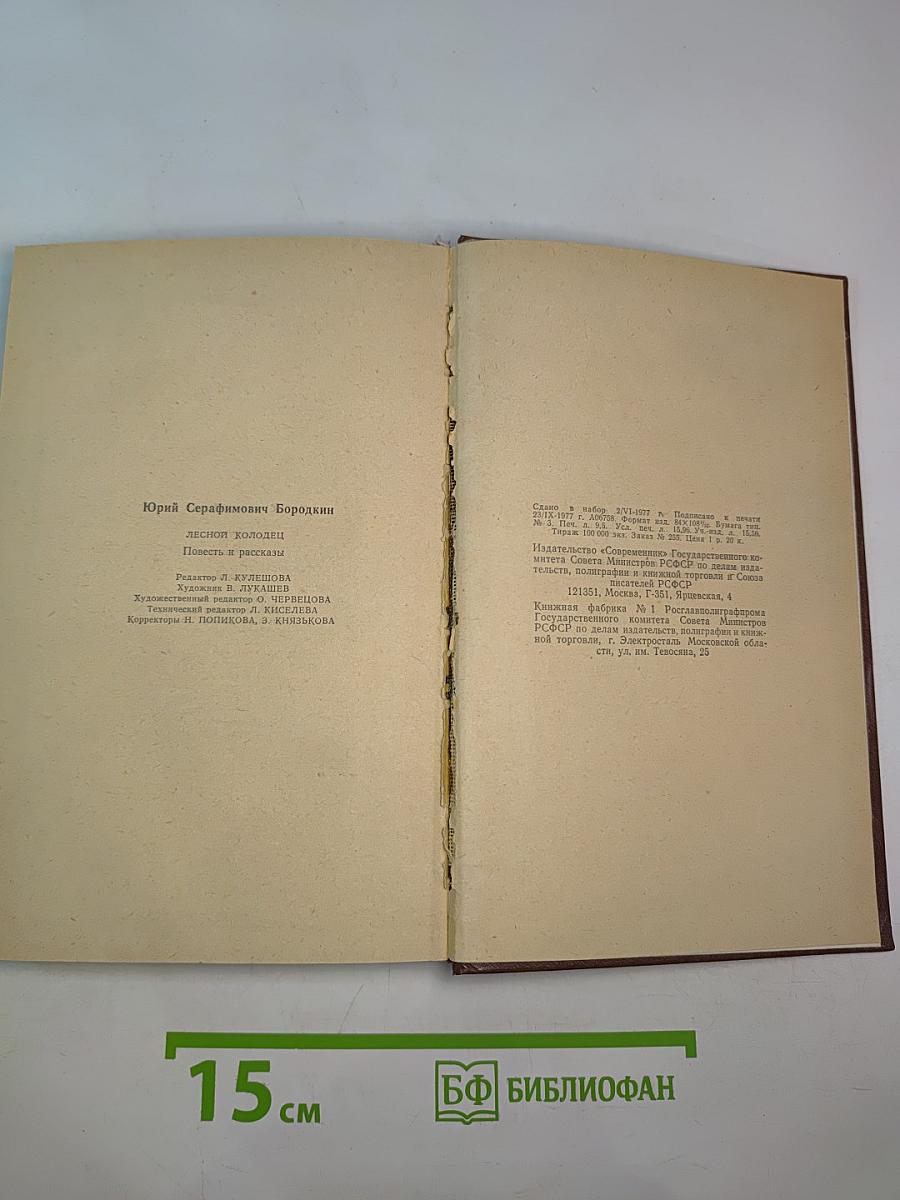 Юрий Серафимович Бородкин
ЛЕСНОЙ КОЛОДЕЦ
Повесть и рассказы
Редактор Л. КУЛЕШОВА
Художник В. ЛУКАШЕВ
Художественный редактор О. ЧЕРВЕЦОВА
Технический редактор Л. КИСЕЛЕВА
Корректоры Н. ПОПИКОВА, З. КНЯЗЬКОВА
Сдано в набор 2/VI-1977 г. Подписано к печати
23/IX-1977 г. А06758. Формат изд. 84×108¹/₃₂. Бумага тип.
№ 3. Печ. л. 9,5. Усл. печ. л. 15,96. Уч.-изд. л. 15,56.
Тираж 100 000 экз. Заказ № 255. Цена 1 р. 20 к.
Издательство «Современник» Государственного ко-
митета Совета Министров РСФСР по делам изда-
тельств, полиграфии и книжной торговли и Союза
писателей РСФСР
121351, Москва, Г-351, Ярцевская, 4
Книжная фабрика № 1 Росглавполиграфпрома
Государственного комитета Совета Министров
РСФСР по делам издательств, полиграфии и книж-
ной торговли, г. Электросталь Московской обла-
сти, ул. им. Тевосяна, 25
15 см
БФ БИБЛИОФАН